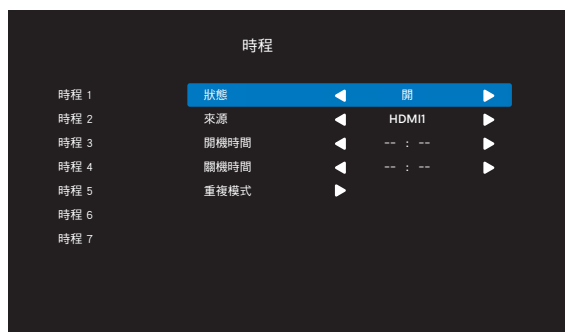 時程
時程 1 狀態 開
時程 2 來源 HDMI1
時程 3 開機時間 -- : --
時程 4 關機時間 -- : --
時程 5 重複模式
時程 6
時程 7